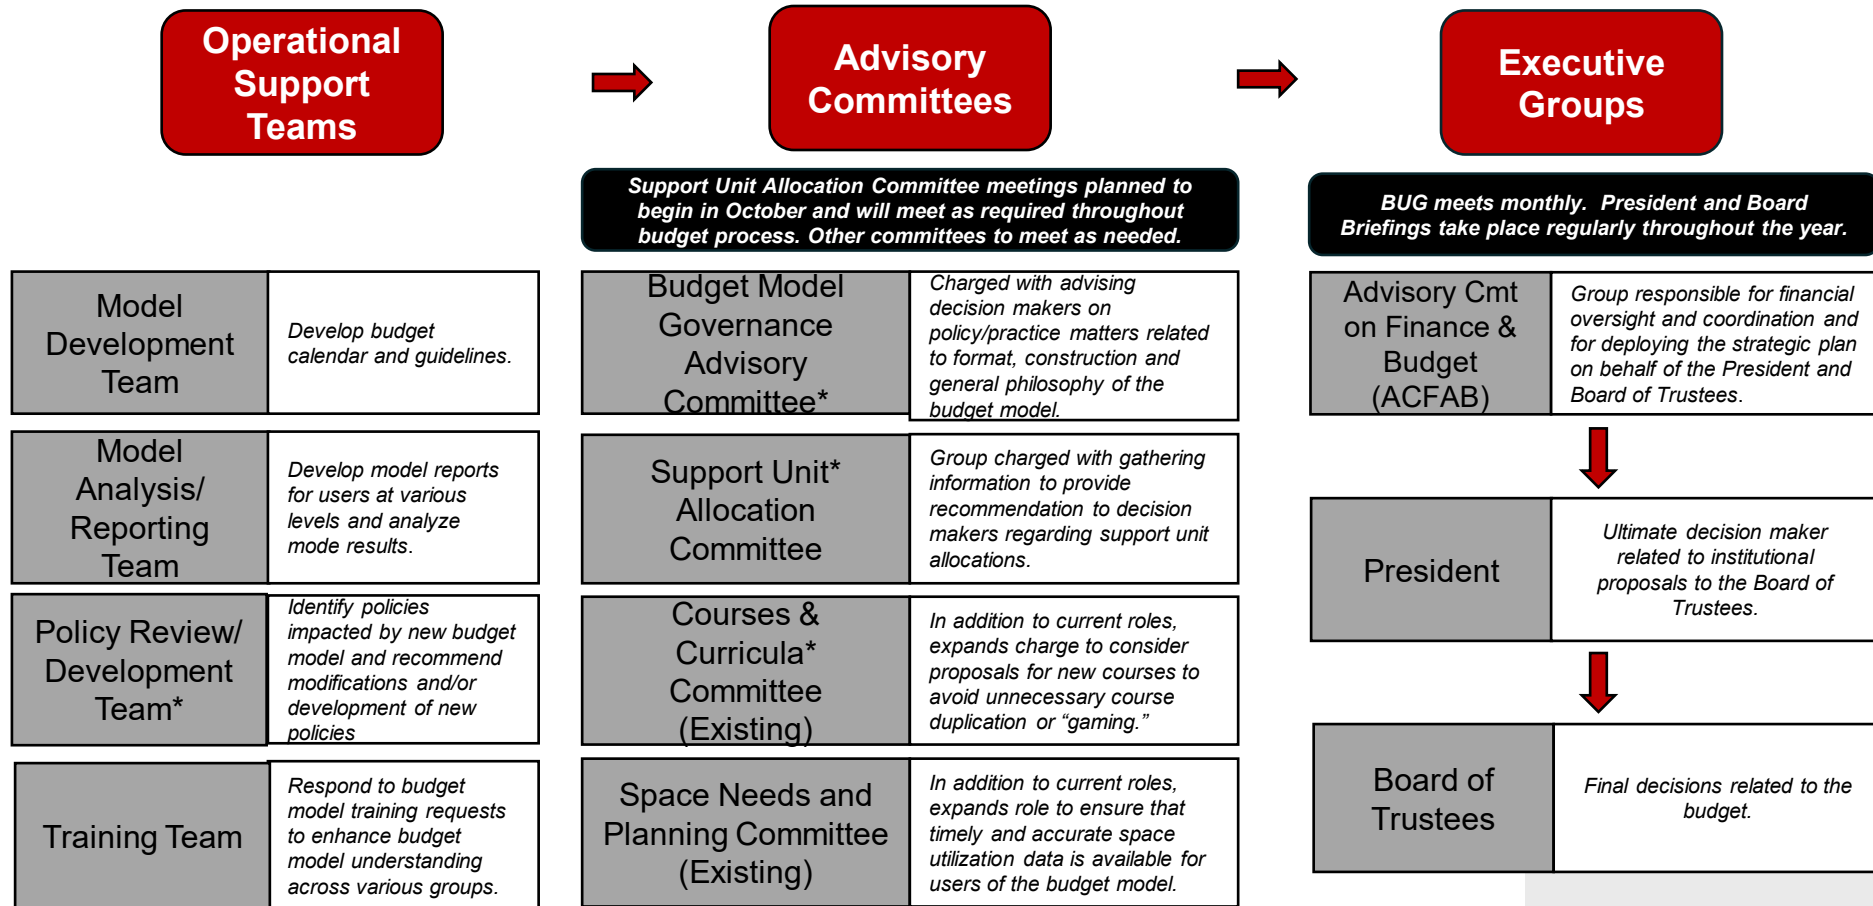 Operational
Support
Teams
Advisory
Committees
Executive
Groups
Support Unit Allocation Committee meetings planned to
begin in October and will meet as required throughout
budget process. Other committees to meet as needed.
BUG meets monthly. President and Board
Briefings take place regularly throughout the year.
Model
Development
Team
Develop budget
calendar and guidelines.
Model
Analysis/
Reporting
Team
Develop model reports
for users at various
levels and analyze
mode results.
Policy Review/
Development
Team*
Identify policies
impacted by new budget
model and recommend
modifications and/or
development of new
policies
Training Team
Respond to budget
model training requests
to enhance budget
model understanding
across various groups.
Budget Model
Governance
Advisory
Committee*
Charged with advising
decision makers on
policy/practice matters related
to format, construction and
general philosophy of the
budget model.
Support Unit*
Allocation
Committee
Group charged with gathering
information to provide
recommendation to decision
makers regarding support unit
allocations.
Courses &
Curricula*
Committee
(Existing)
In addition to current roles,
expands charge to consider
proposals for new courses to
avoid unnecessary course
duplication or “gaming.”
Space Needs and
Planning Committee
(Existing)
In addition to current roles,
expands role to ensure that
timely and accurate space
utilization data is available for
users of the budget model.
Advisory Cmt
on Finance &
Budget
(ACFAB)
Group responsible for financial
oversight and coordination and
for deploying the strategic plan
on behalf of the President and
Board of Trustees.
President
Ultimate decision maker
related to institutional
proposals to the Board of
Trustees.
Board of
Trustees
Final decisions related to the
budget.